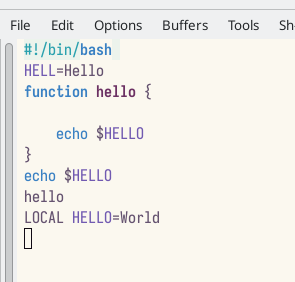 File Edit Options Buffers Tools Sh
#!/bin/bash
HELL=Hello
function hello {
echo $HELLO
}
echo $HELLO
hello
LOCAL HELLO=World